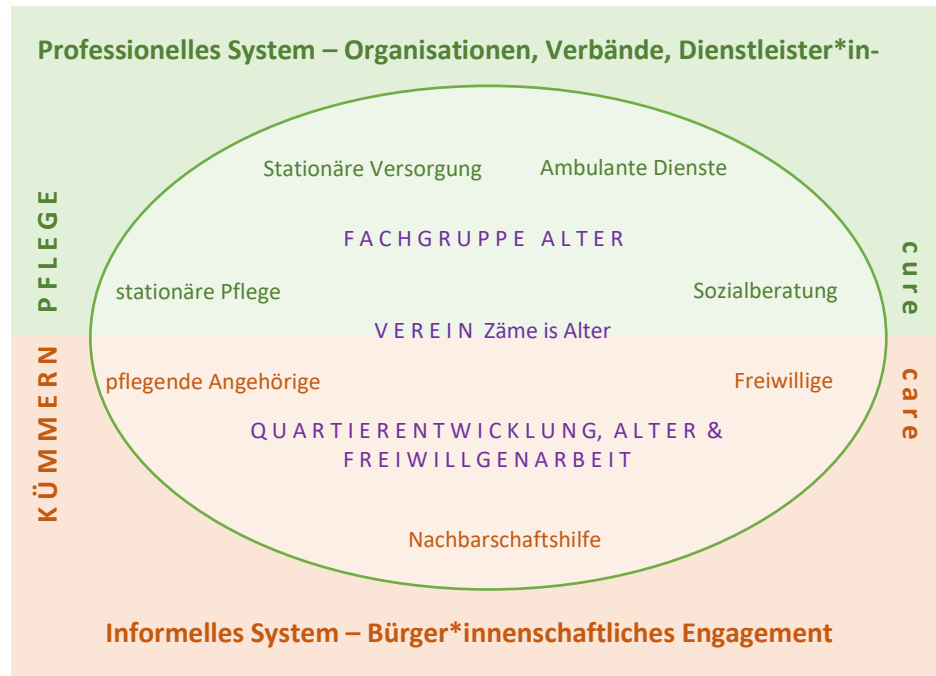 Professionelles System – Organisationen, Verbände, Dienstleister*in-
Stationäre Versorgung
Ambulante Dienste
FACHGRUPPE ALTER
PFLEGE
cure
stationäre Pflege
Sozialberatung
VEREIN Zäme is Alter
KÜMMERN
care
pflegende Angehörige
Freiwillige
QUARTIERENTWICKLUNG, ALTER &
FREIWILLGENARBEIT
Nachbarschaftshilfe
Informelles System – Bürger*innenschaftliches Engagement